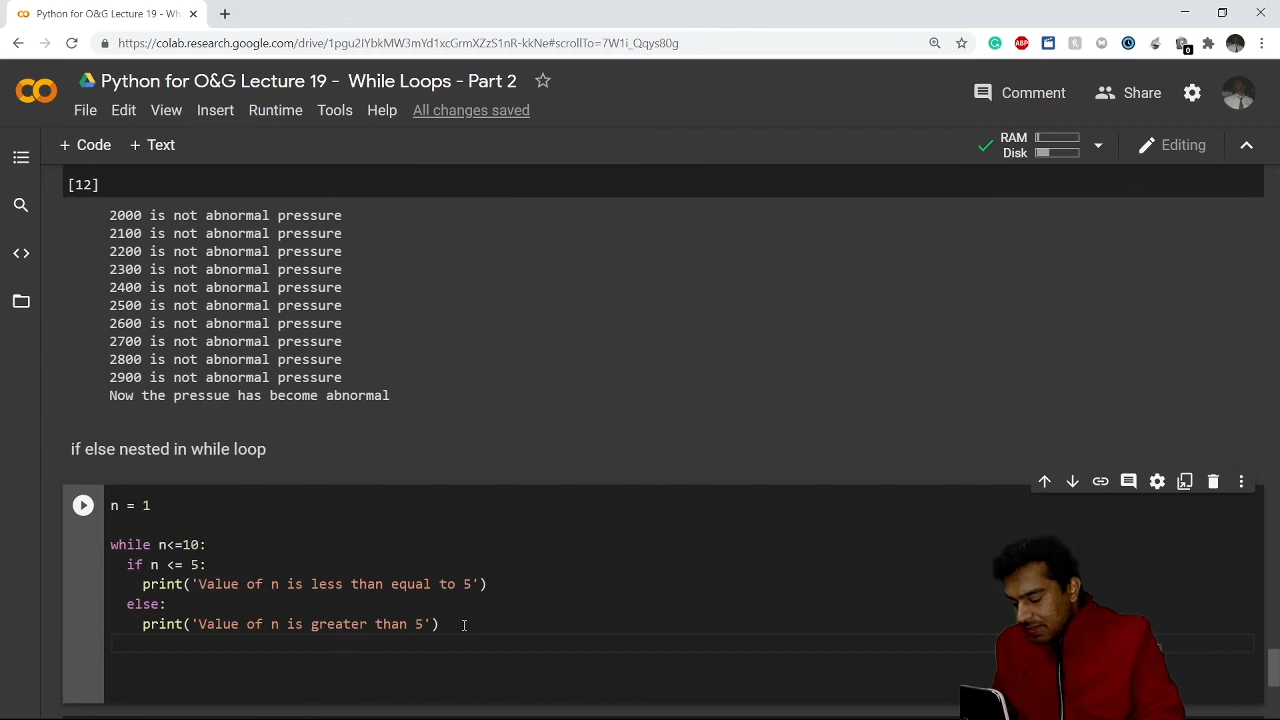 Python for O&G Lecture 19 - Wh
https://colab.research.google.com/drive/1rgu2IYbkMW3mYd1xcGrmXZzS1nR-kkNe#scrollTo=7W1i_Qqys80g
ABP
0
Python for O&G Lecture 19 - While Loops - Part 2
Comment
Share
File Edit View Insert Runtime Tools Help All changes saved
+ Code + Text
RAM
Disk
Editing
[12]
2000 is not abnormal pressure
2100 is not abnormal pressure
2200 is not abnormal pressure
2300 is not abnormal pressure
2400 is not abnormal pressure
2500 is not abnormal pressure
2600 is not abnormal pressure
2700 is not abnormal pressure
2800 is not abnormal pressure
2900 is not abnormal pressure
Now the pressue has become abnormal
if else nested in while loop
n = 1
while n<=10:
if n <= 5:
print('Value of n is less than equal to 5')
else:
print('Value of n is greater than 5')